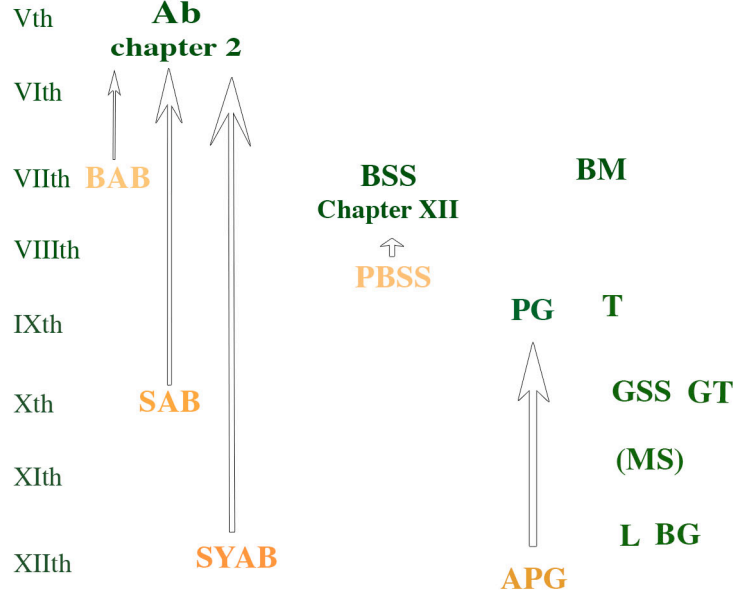 Vth Ab
chapter 2
VIth
VIIth BAB BSS BM
Chapter XII
VIIIth
PBSS
IXth PG T
Xth SAB GSS GT
XIth (MS)
L BG
XIIth SYAB APG